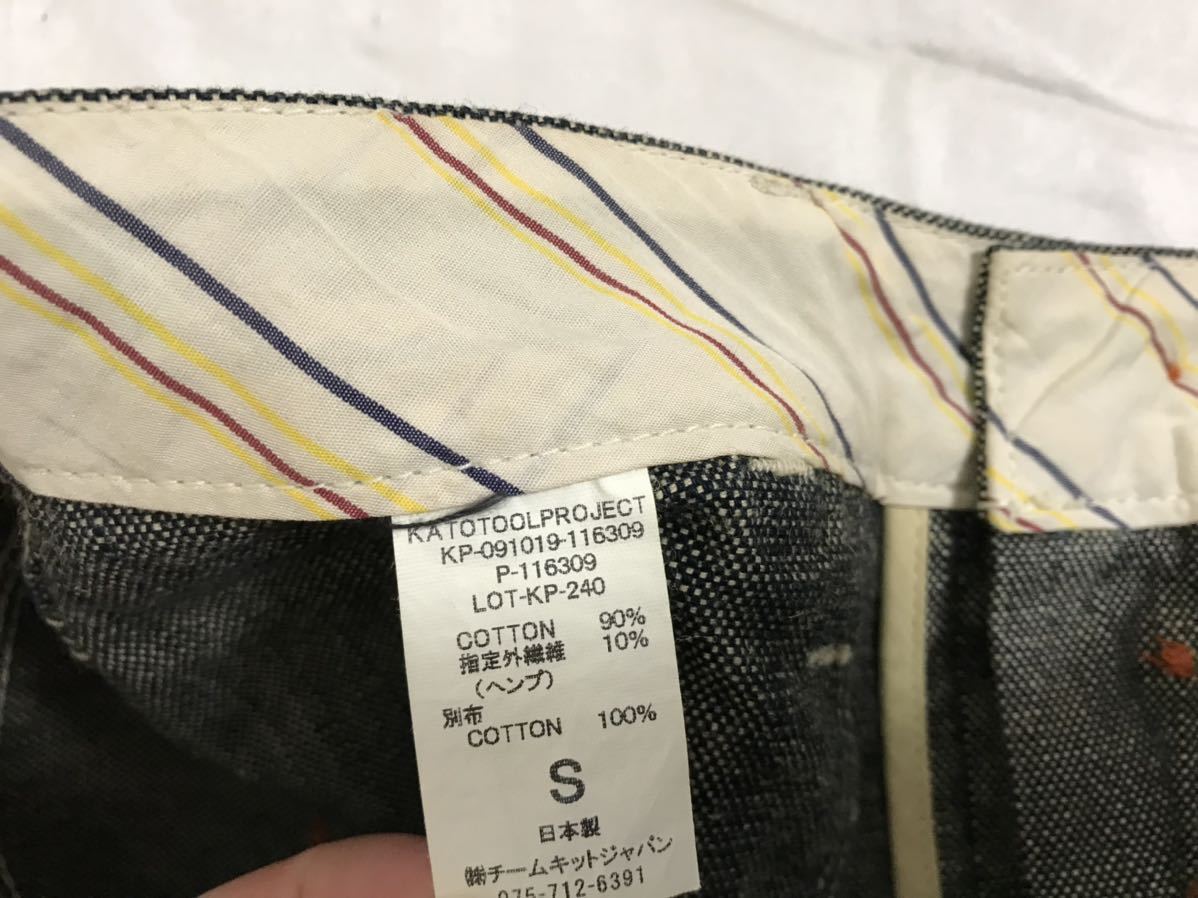 KATOTOOLPROJECT
KP-091019-116309
P-116309
LOT-KP-240
COTTON 90%
指定外繊維 10%
(ヘンプ)
別布
COTTON 100%
S
日本製
㈱チームキットジャパン
075-712-6391